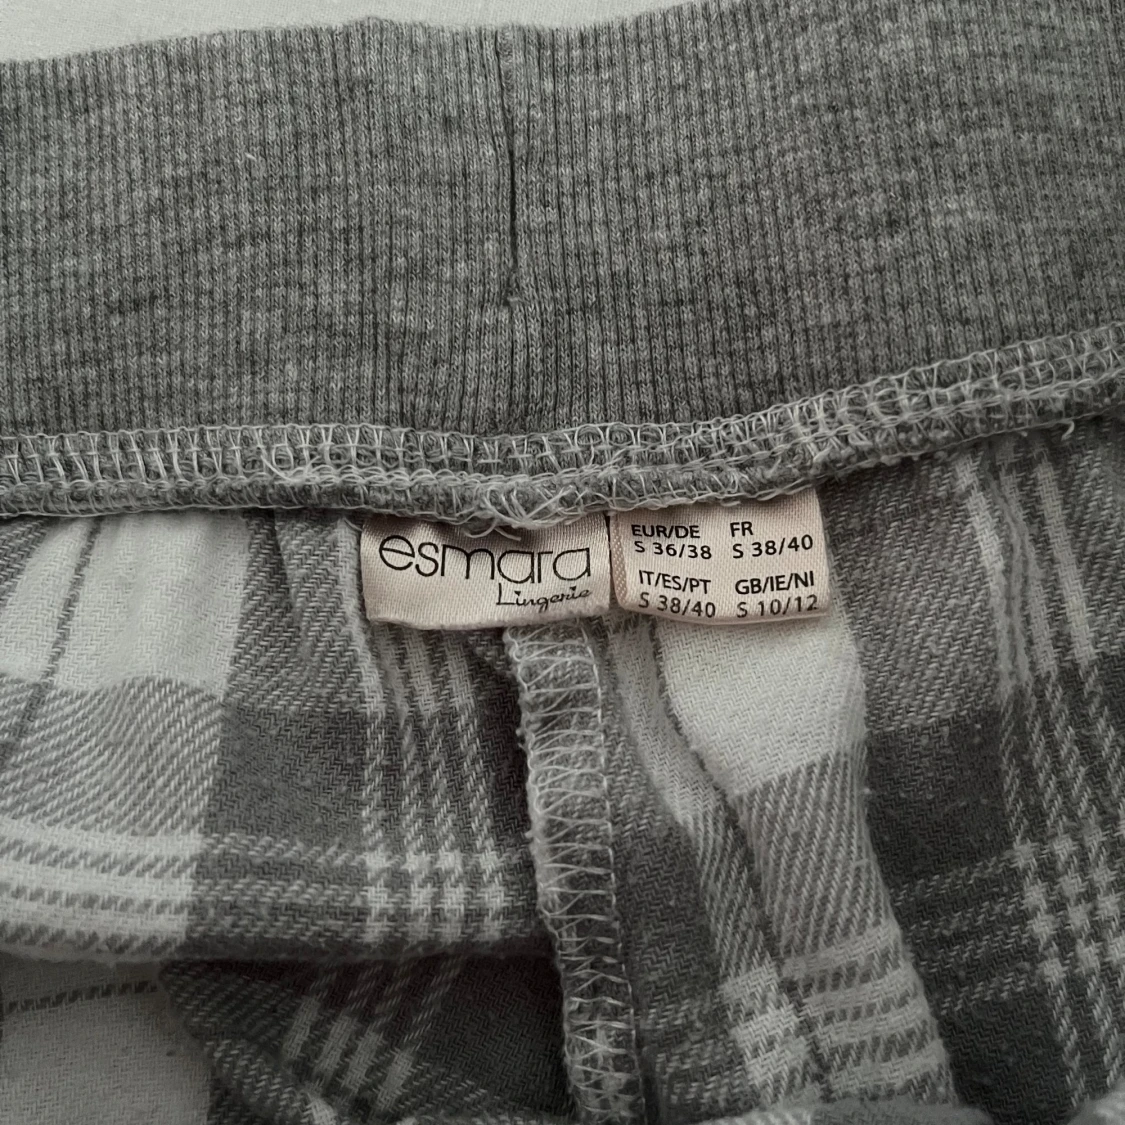 esmara
Lingerie
EUR/DE FR
S 36/38 S 38/40
IT/ES/PT GB/IE/NI
S 38/40 S 10/12